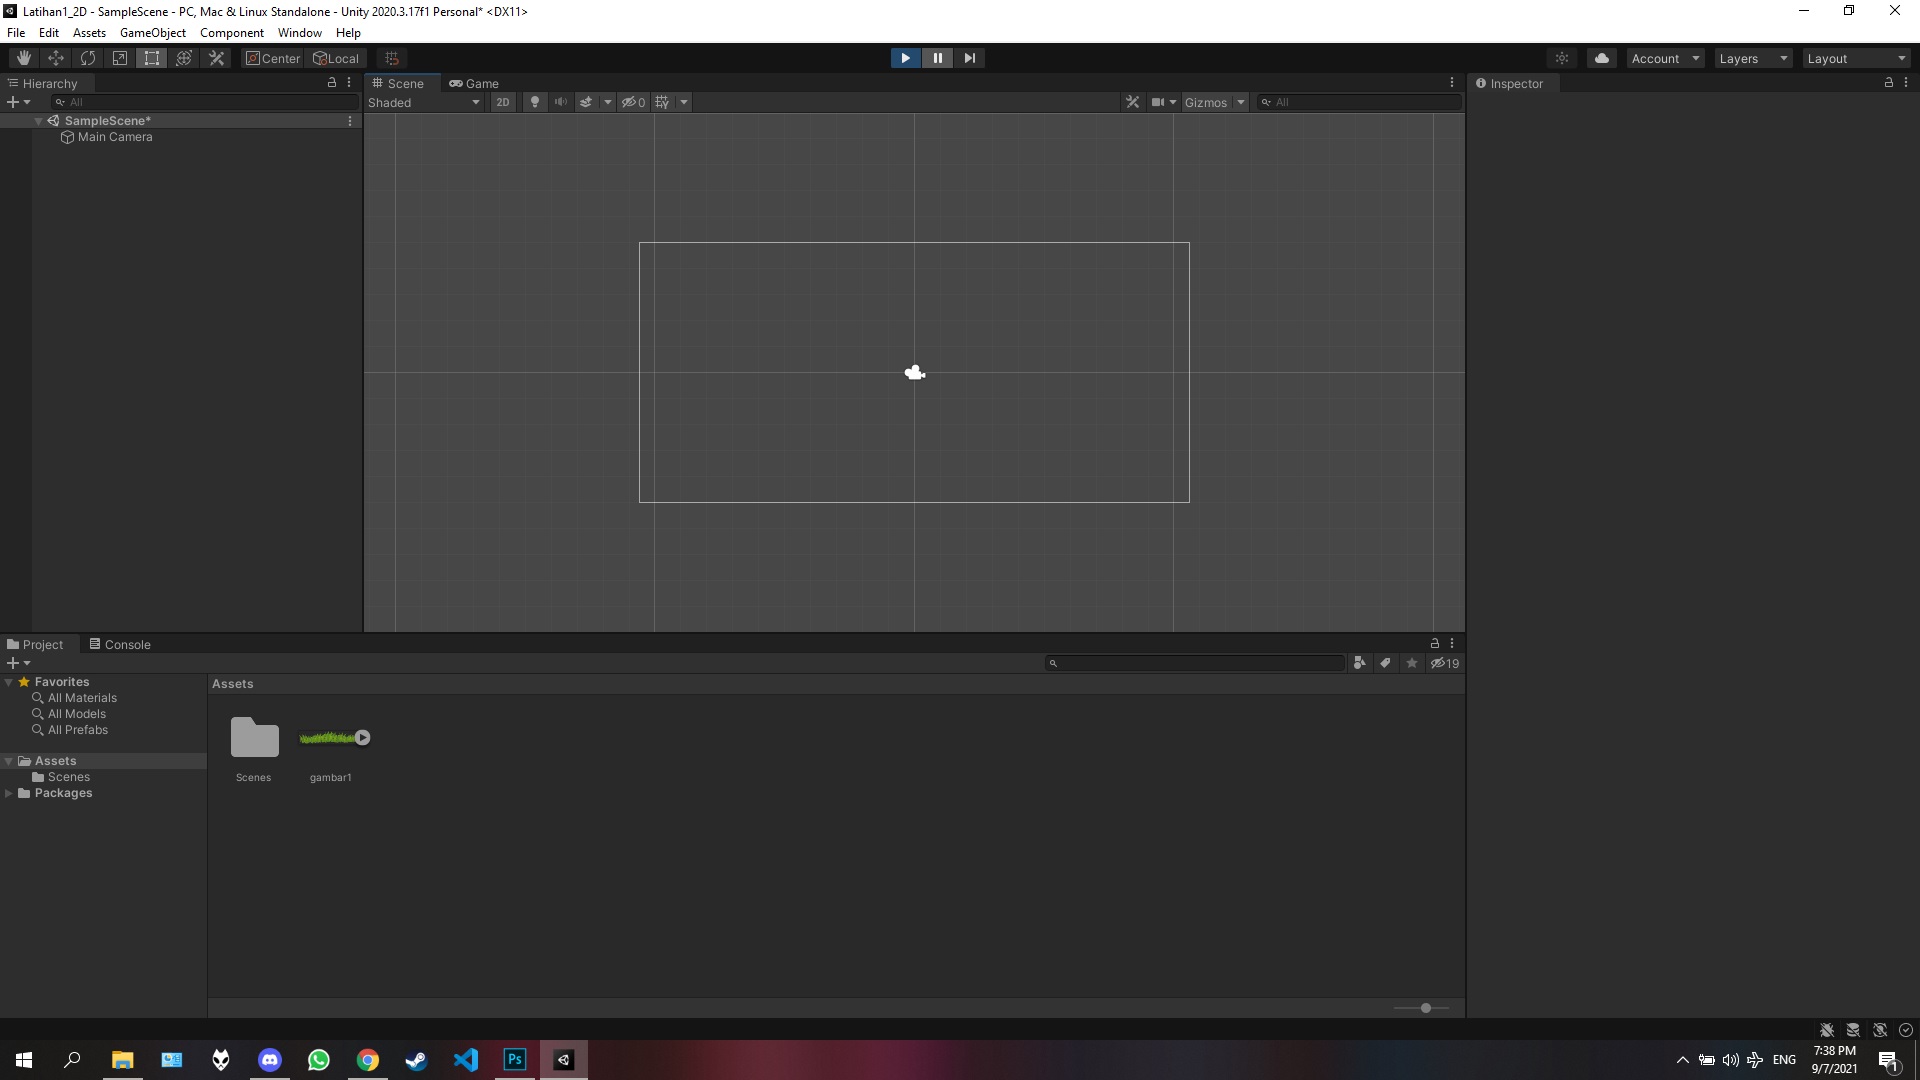 Latihan1_2D - SampleScene - PC, Mac & Linux Standalone - Unity 2020.3.17f1 Personal* <DX11>
File Edit Assets GameObject Component Window Help
Center Local Account Layers Layout
Hierarchy
All
SampleScene*
Main Camera
Scene Game
Shaded 2D 0 Gizmos All
Inspector
Project Console
19
Favorites
All Materials
All Models
All Prefabs
Assets
Scenes
Packages
Assets
Scenes gambar1
Ps
ENG
7:38 PM
9/7/2021
1